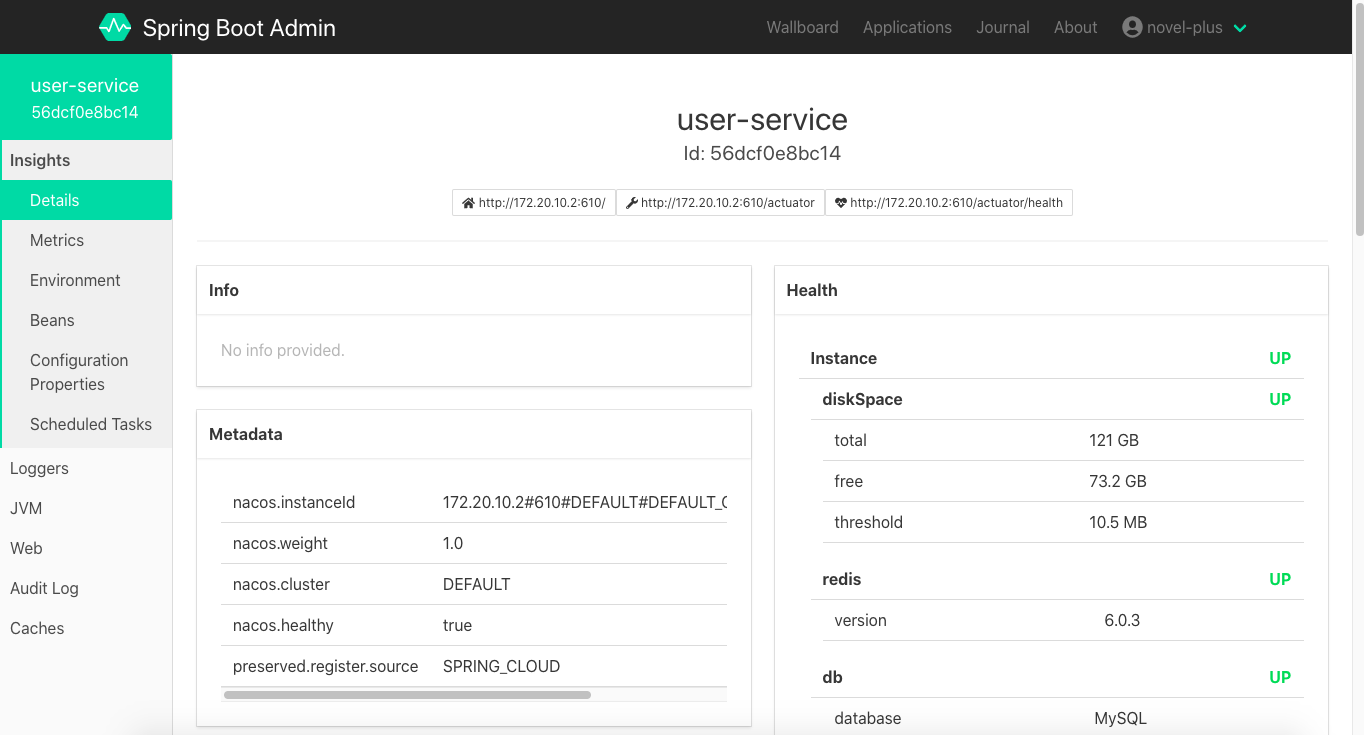 Spring Boot Admin
Wallboard Applications Journal About novel-plus
user-service
56dcf0e8bc14
Insights
Details
Metrics
Environment
Beans
Configuration
Properties
Scheduled Tasks
Loggers
JVM
Web
Audit Log
Caches
user-service
Id: 56dcf0e8bc14
http://172.20.10.2:610/ http://172.20.10.2:610/actuator http://172.20.10.2:610/actuator/health
Info
No info provided.
Metadata
nacos.instanceId 172.20.10.2#610#DEFAULT#DEFAULT_
nacos.weight 1.0
nacos.cluster DEFAULT
nacos.healthy true
preserved.register.source SPRING_CLOUD
Health
Instance UP
diskSpace UP
total 121 GB
free 73.2 GB
threshold 10.5 MB
redis UP
version 6.0.3
db UP
database MySQL